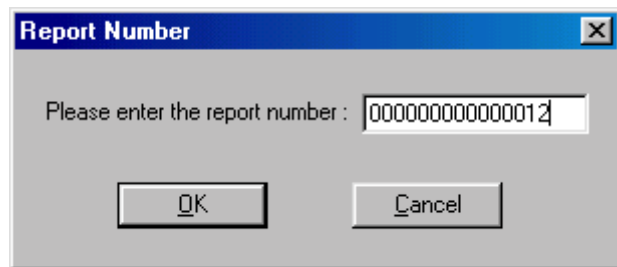 Report Number
Please enter the report number : 000000000000012
OK
Cancel